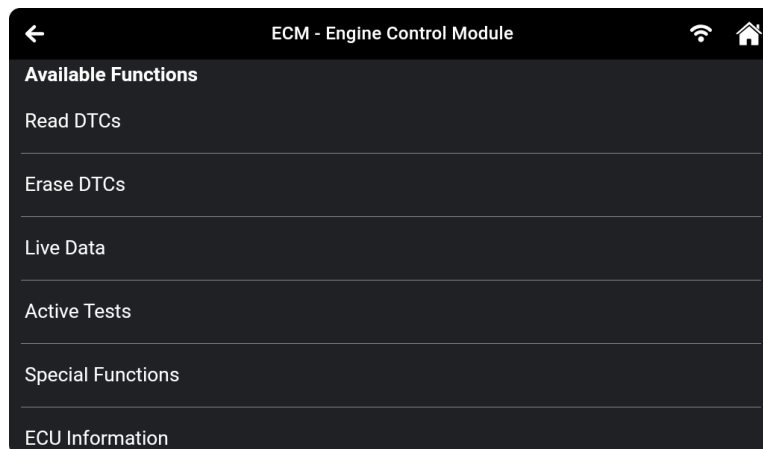 ECM - Engine Control Module
Available Functions
Read DTCs
Erase DTCs
Live Data
Active Tests
Special Functions
ECU Information